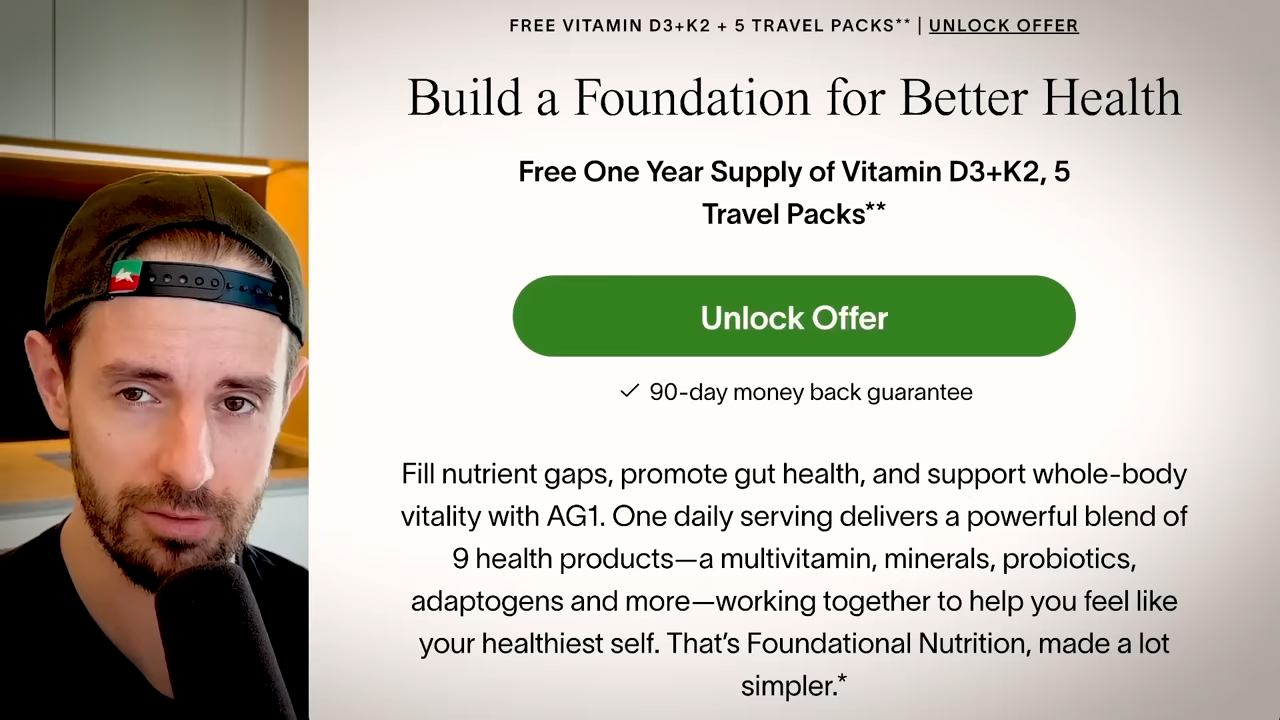 FREE VITAMIN D3+K2 + 5 TRAVEL PACKS** | UNLOCK OFFER
Build a Foundation for Better Health
Free One Year Supply of Vitamin D3+K2, 5
Travel Packs**
Unlock Offer
✓ 90-day money back guarantee
Fill nutrient gaps, promote gut health, and support whole-body
vitality with AG1. One daily serving delivers a powerful blend of
9 health products—a multivitamin, minerals, probiotics,
adaptogens and more—working together to help you feel like
your healthiest self. That’s Foundational Nutrition, made a lot
simpler.*